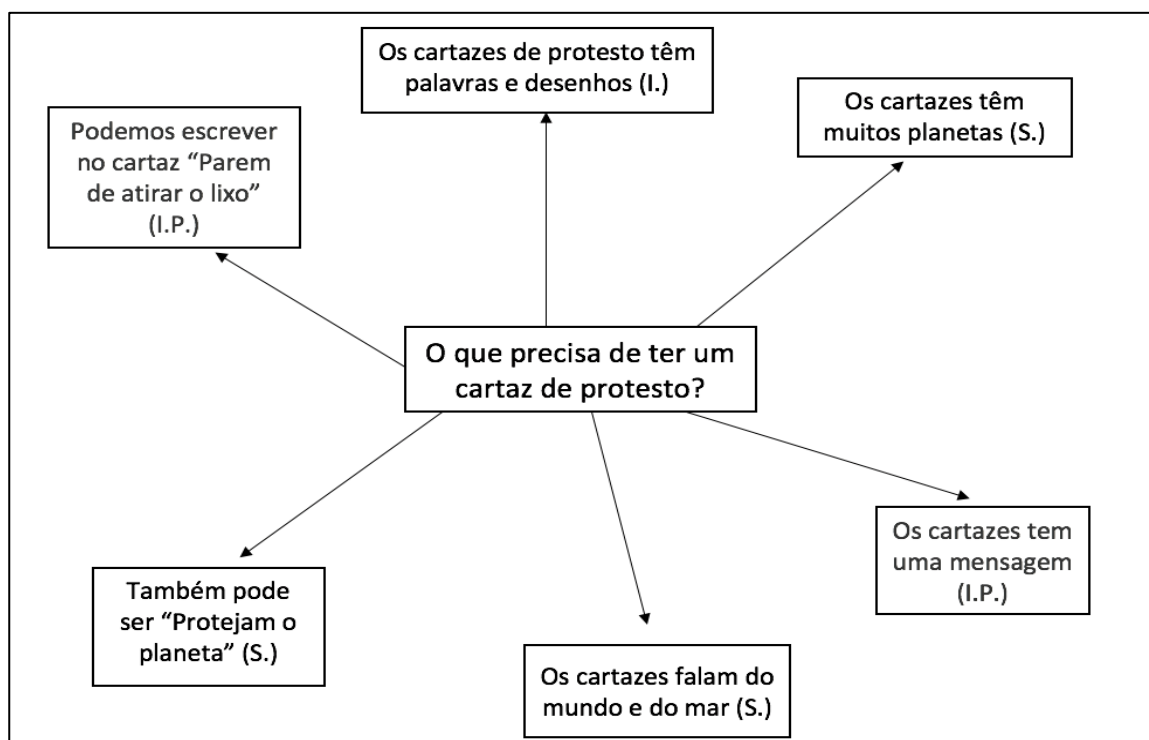 Os cartazes de protesto têm
palavras e desenhos (I.)
Os cartazes têm
muitos planetas (S.)
Podemos escrever
no cartaz “Parem
de atirar o lixo”
(I.P.)
O que precisa de ter um
cartaz de protesto?
Os cartazes tem
uma mensagem
(I.P.)
Também pode
ser “Protejam o
planeta” (S.)
Os cartazes falam do
mundo e do mar (S.)